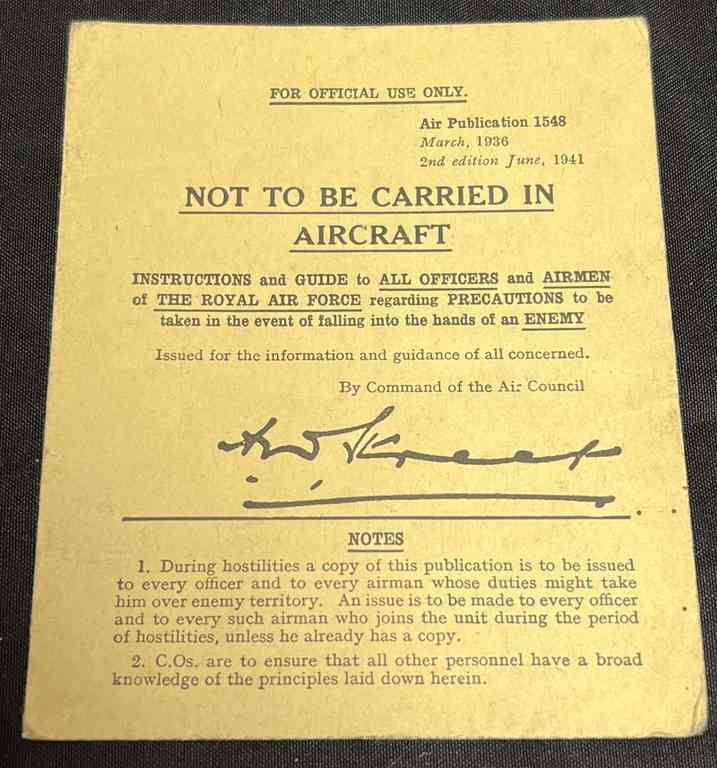 FOR OFFICIAL USE ONLY.
Air Publication 1548
March, 1936
2nd edition June, 1941
NOT TO BE CARRIED IN
AIRCRAFT
INSTRUCTIONS and GUIDE to ALL OFFICERS and AIRMEN
of THE ROYAL AIR FORCE regarding PRECAUTIONS to be
taken in the event of falling into the hands of an ENEMY
Issued for the information and guidance of all concerned.
By Command of the Air Council
NOTES
1. During hostilities a copy of this publication is to be issued
to every officer and to every airman whose duties might take
him over enemy territory. An issue is to be made to every officer
and to every such airman who joins the unit during the period
of hostilities, unless he already has a copy.
2. C.Os. are to ensure that all other personnel have a broad
knowledge of the principles laid down herein.